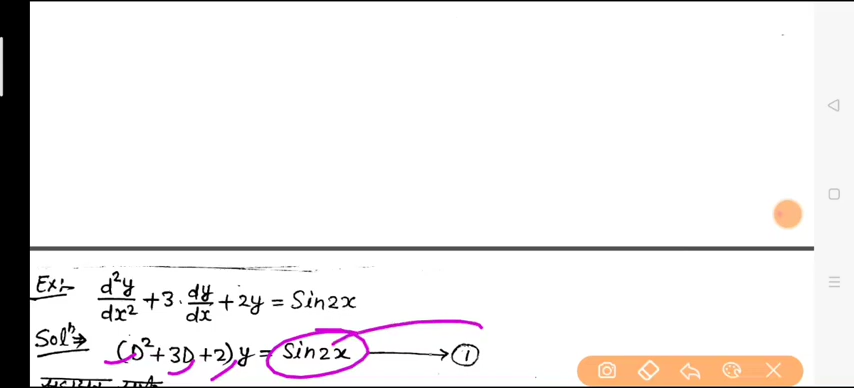 Ex:- d²y/dx² + 3·dy/dx + 2y = Sin2x
Solⁿ⇒ (D² + 3D + 2)y = Sin2x ⟶ ①